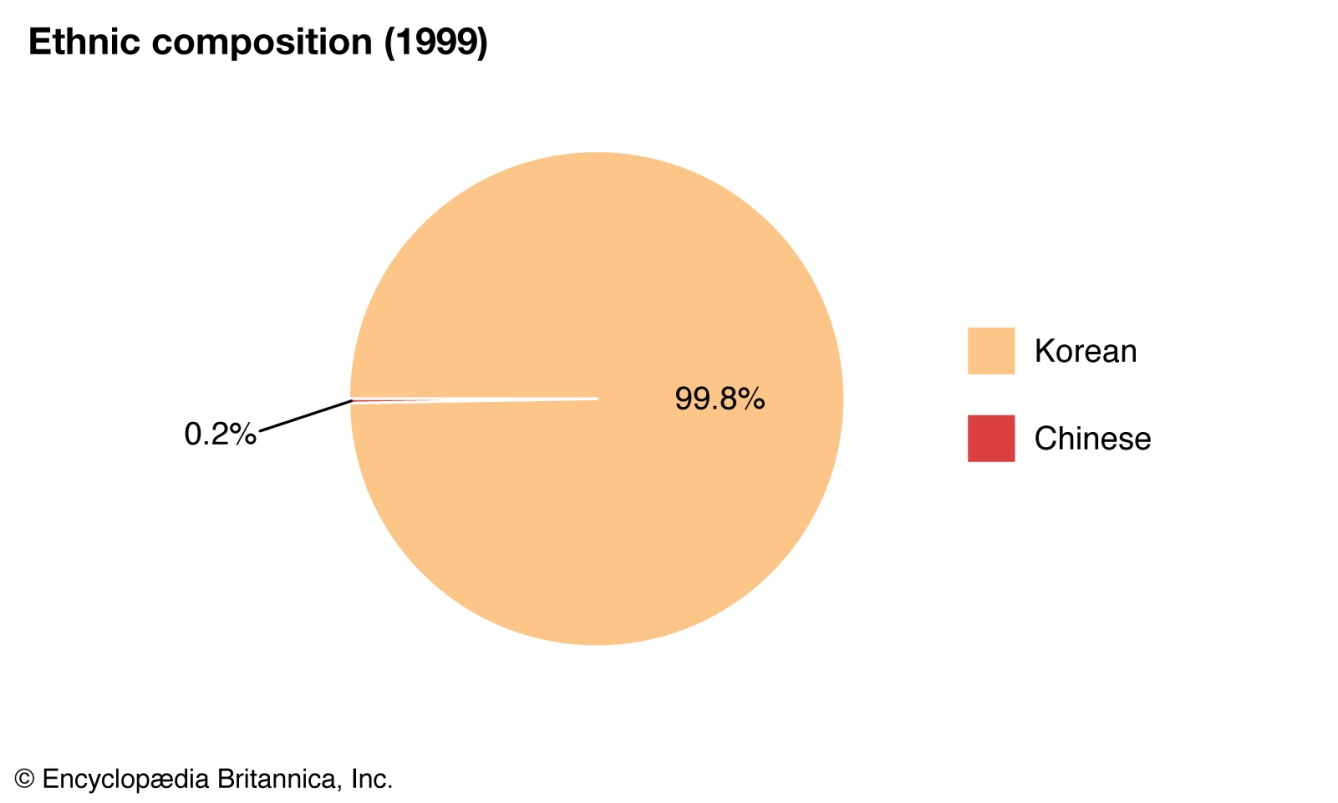 Ethnic composition (1999)
99.8%
0.2%
Korean
Chinese
© Encyclopædia Britannica, Inc.